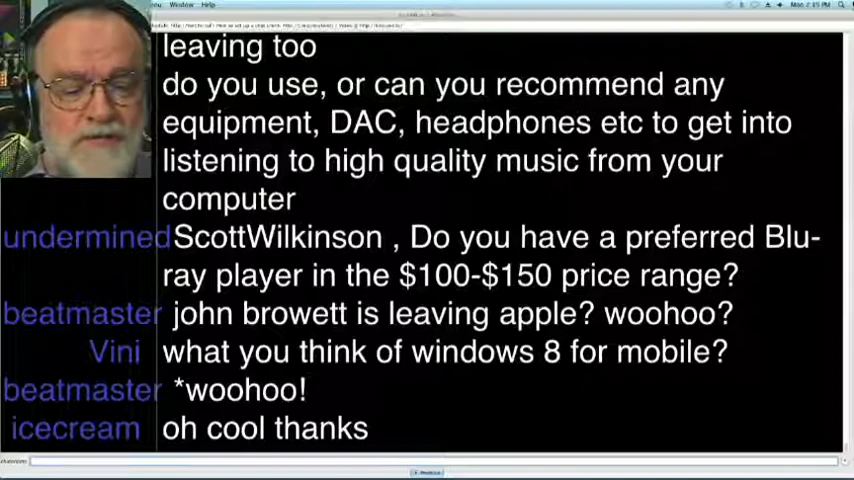 Window Help
leaving too
do you use, or can you recommend any
equipment, DAC, headphones etc to get into
listening to high quality music from your
computer
undermined ScottWilkinson , Do you have a preferred Blu-
ray player in the $100-$150 price range?
beatmaster john browett is leaving apple? woohoo?
Vini what you think of windows 8 for mobile?
beatmaster *woohoo!
icecream oh cool thanks